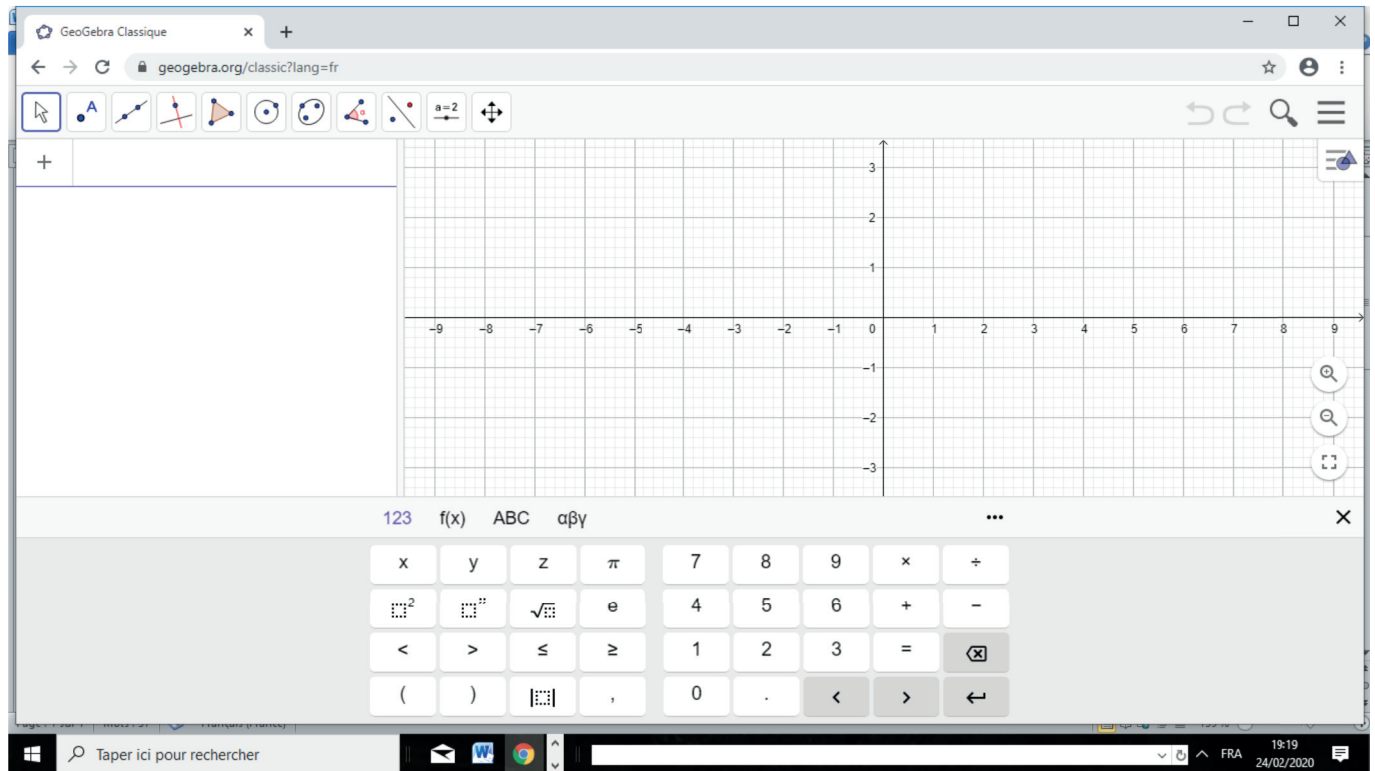 GeoGebra Classique
geogebra.org/classic?lang=fr
A
a=2
3
2
1
-9 -8 -7 -6 -5 -4 -3 -2 -1 0 1 2 3 4 5 6 7 8 9
-1
-2
-3
123 f(x) ABC αβγ
x y z π 7 8 9 × ÷
2 √ e 4 5 6 + −
< > ≤ ≥ 1 2 3 =
( ) , 0 . < >
Taper ici pour rechercher
W
FRA
19:19
24/02/2020